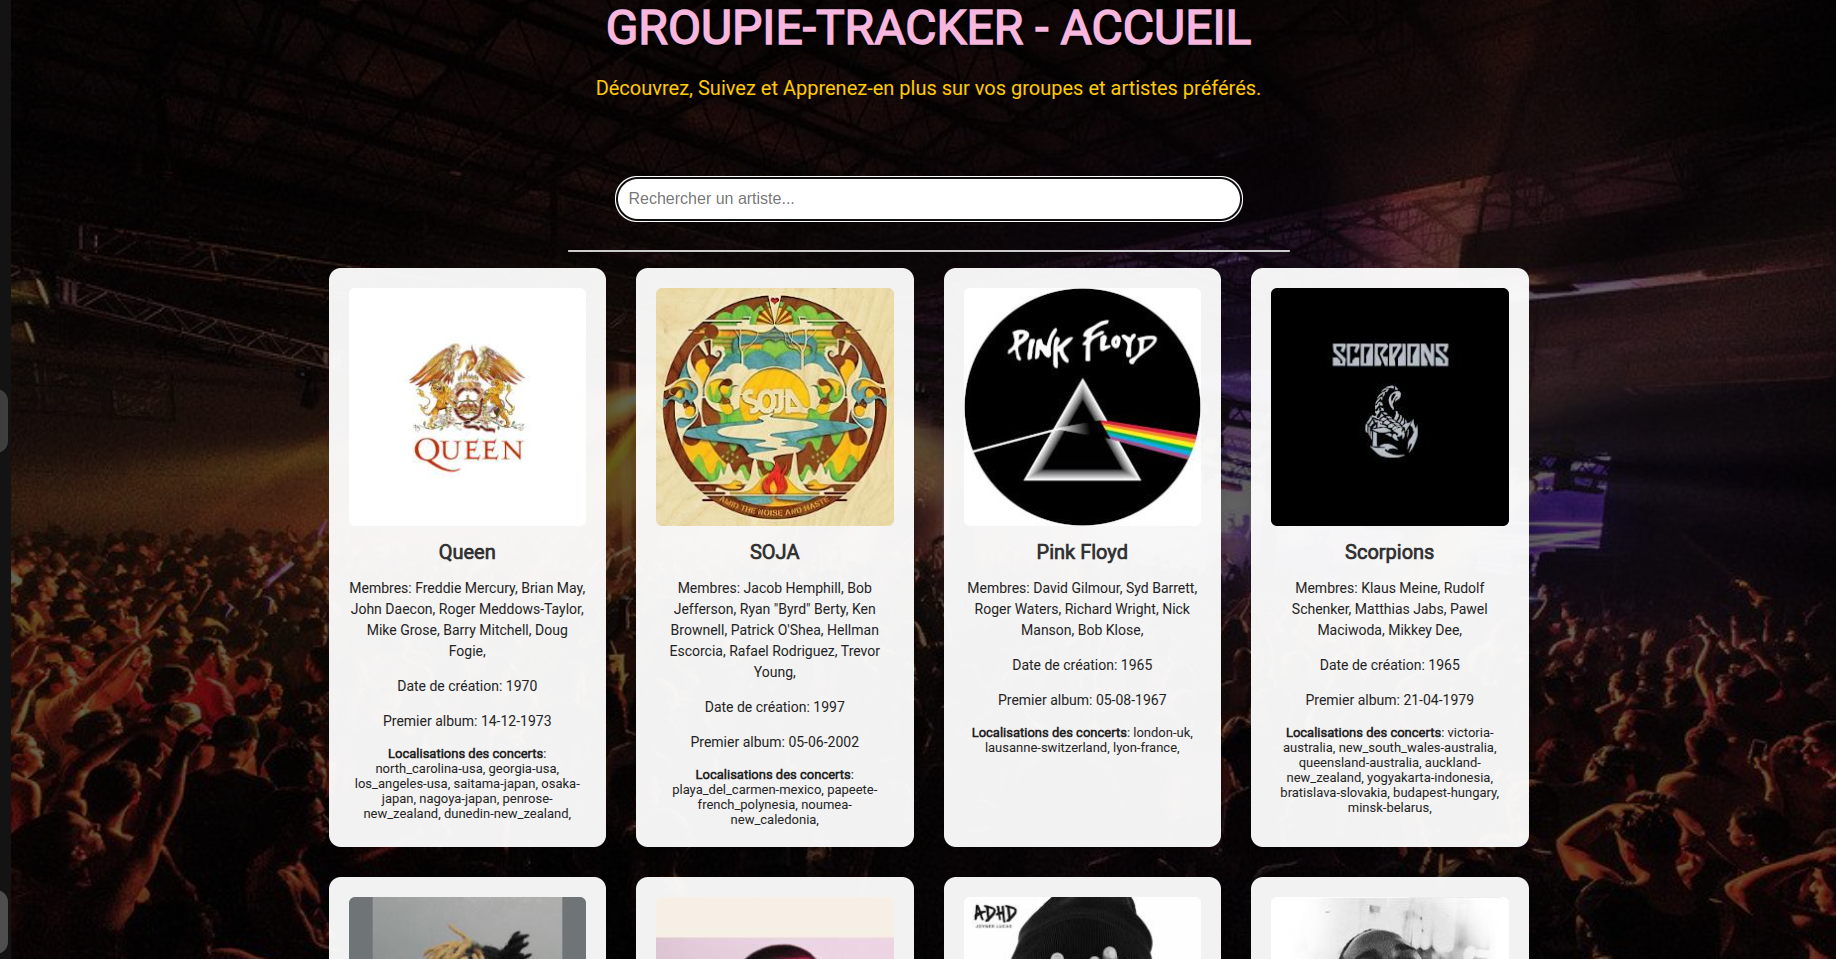 GROUPIE-TRACKER - ACCUEIL
Découvrez, Suivez et Apprenez-en plus sur vos groupes et artistes préférés.
Rechercher un artiste...
QUEEN
Queen
Membres: Freddie Mercury, Brian May,
John Daecon, Roger Meddows-Taylor,
Mike Grose, Barry Mitchell, Doug
Fogie,
Date de création: 1970
Premier album: 14-12-1973
Localisations des concerts:
north_carolina-usa, georgia-usa,
los_angeles-usa, saitama-japan, osaka-
japan, nagoya-japan, penrose-
new_zealand, dunedin-new_zealand,
SOJA
AMID THE NOISE AND HASTE
SOJA
Membres: Jacob Hemphill, Bob
Jefferson, Ryan "Byrd" Berty, Ken
Brownell, Patrick O'Shea, Hellman
Escorcia, Rafael Rodriguez, Trevor
Young,
Date de création: 1997
Premier album: 05-06-2002
Localisations des concerts:
playa_del_carmen-mexico, papeete-
french_polynesia, noumea-
new_caledonia,
PINK FLOYD
Pink Floyd
Membres: David Gilmour, Syd Barrett,
Roger Waters, Richard Wright, Nick
Manson, Bob Klose,
Date de création: 1965
Premier album: 05-08-1967
Localisations des concerts: london-uk,
lausanne-switzerland, lyon-france,
SCORPIONS
Scorpions
Membres: Klaus Meine, Rudolf
Schenker, Matthias Jabs, Pawel
Maciwoda, Mikkey Dee,
Date de création: 1965
Premier album: 21-04-1979
Localisations des concerts: victoria-
australia, new_south_wales-australia,
queensland-australia, auckland-
new_zealand, yogyakarta-indonesia,
bratislava-slovakia, budapest-hungary,
minsk-belarus,
ADHD
JOYNER LUCAS